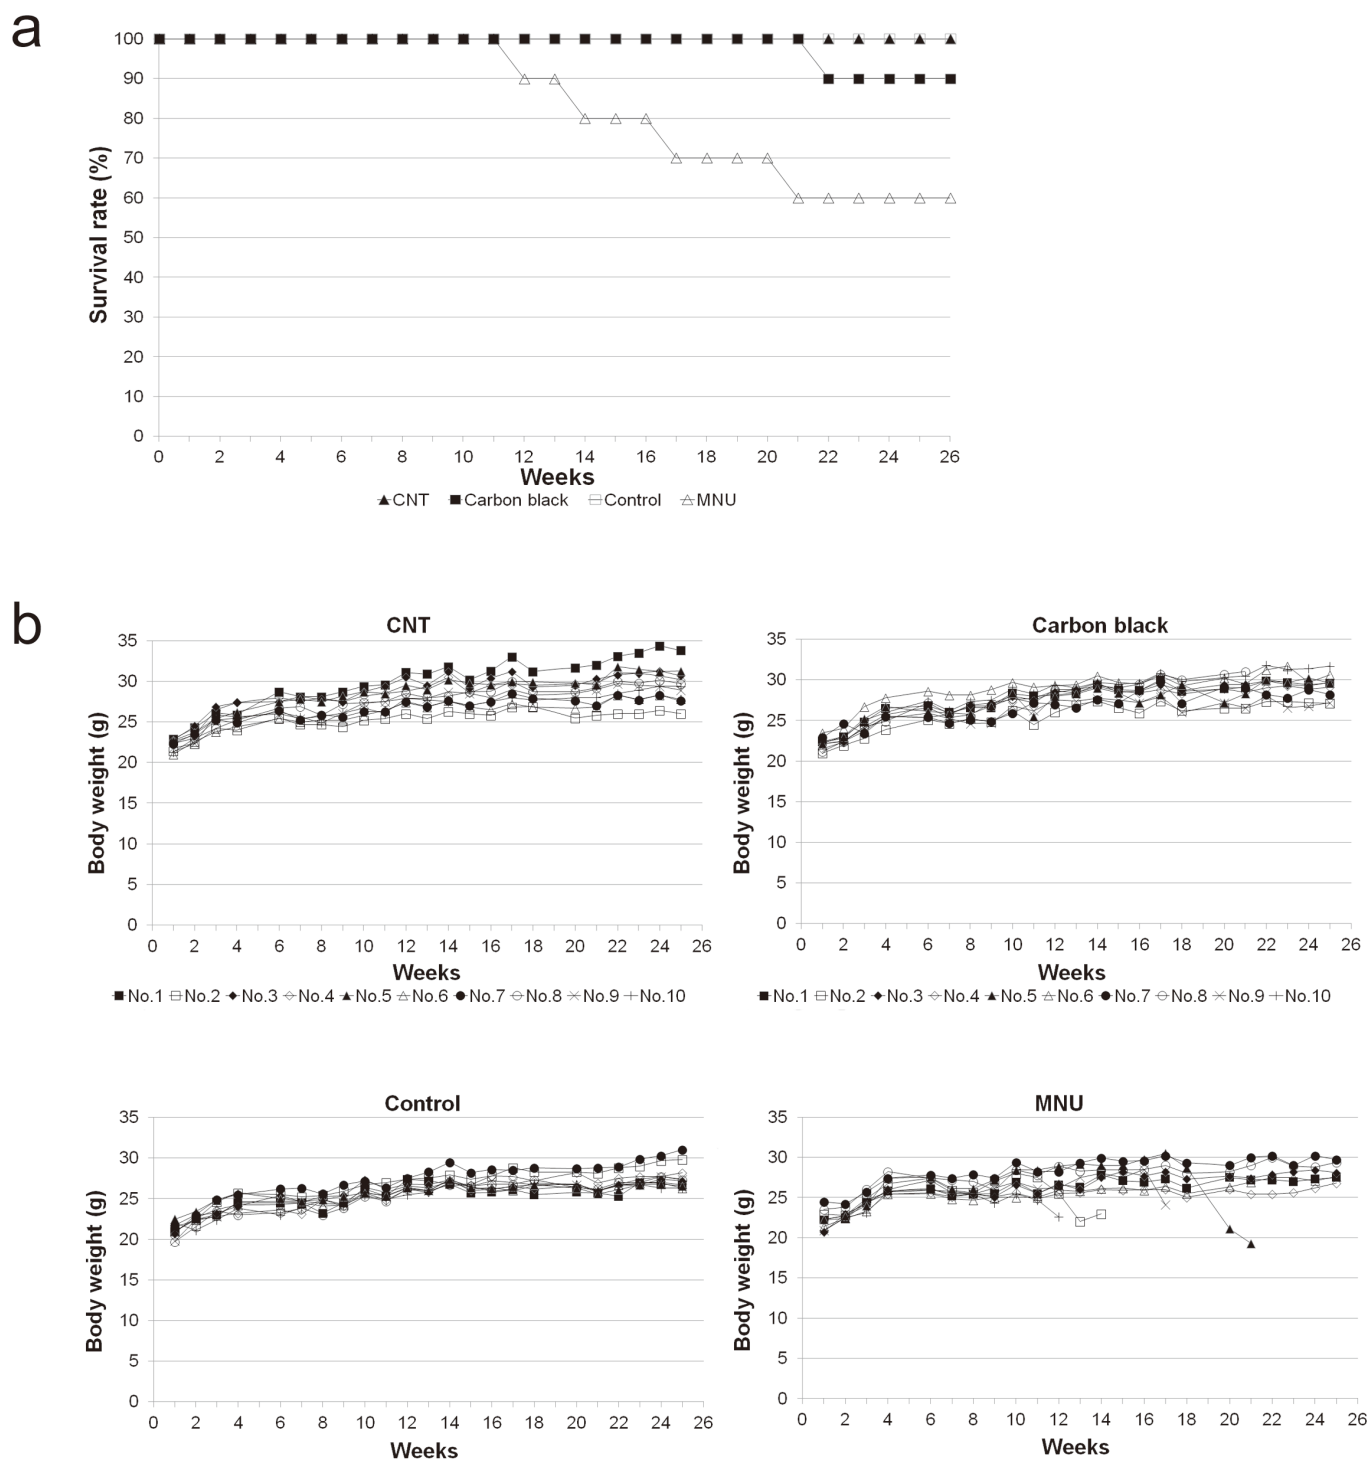 a
100
90
80
70
60
50
40
30
20
10
0
Survival rate (%)
0 2 4 6 8 10 12 14 16 18 20 22 24 26
Weeks
CNT Carbon black Control MNU
b
CNT
35
30
25
20
15
10
5
0
Body weight (g)
0 2 4 6 8 10 12 14 16 18 20 22 24 26
Weeks
No.1 No.2 No.3 No.4 No.5 No.6 No.7 No.8 No.9 No.10
Carbon black
35
30
25
20
15
10
5
0
Body weight (g)
0 2 4 6 8 10 12 14 16 18 20 22 24 26
Weeks
No.1 No.2 No.3 No.4 No.5 No.6 No.7 No.8 No.9 No.10
Control
35
30
25
20
15
10
5
0
Body weight (g)
0 2 4 6 8 10 12 14 16 18 20 22 24 26
Weeks
MNU
35
30
25
20
15
10
5
0
Body weight (g)
0 2 4 6 8 10 12 14 16 18 20 22 24 26
Weeks